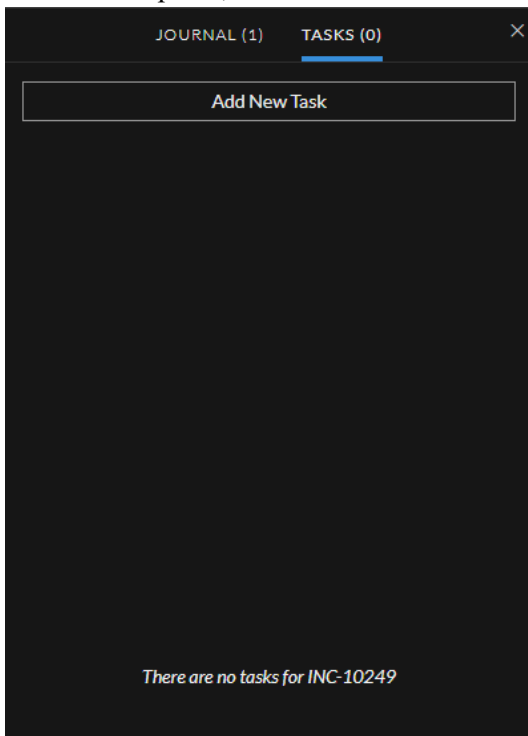 JOURNAL (1) TASKS (0) ×
Add New Task
There are no tasks for INC-10249